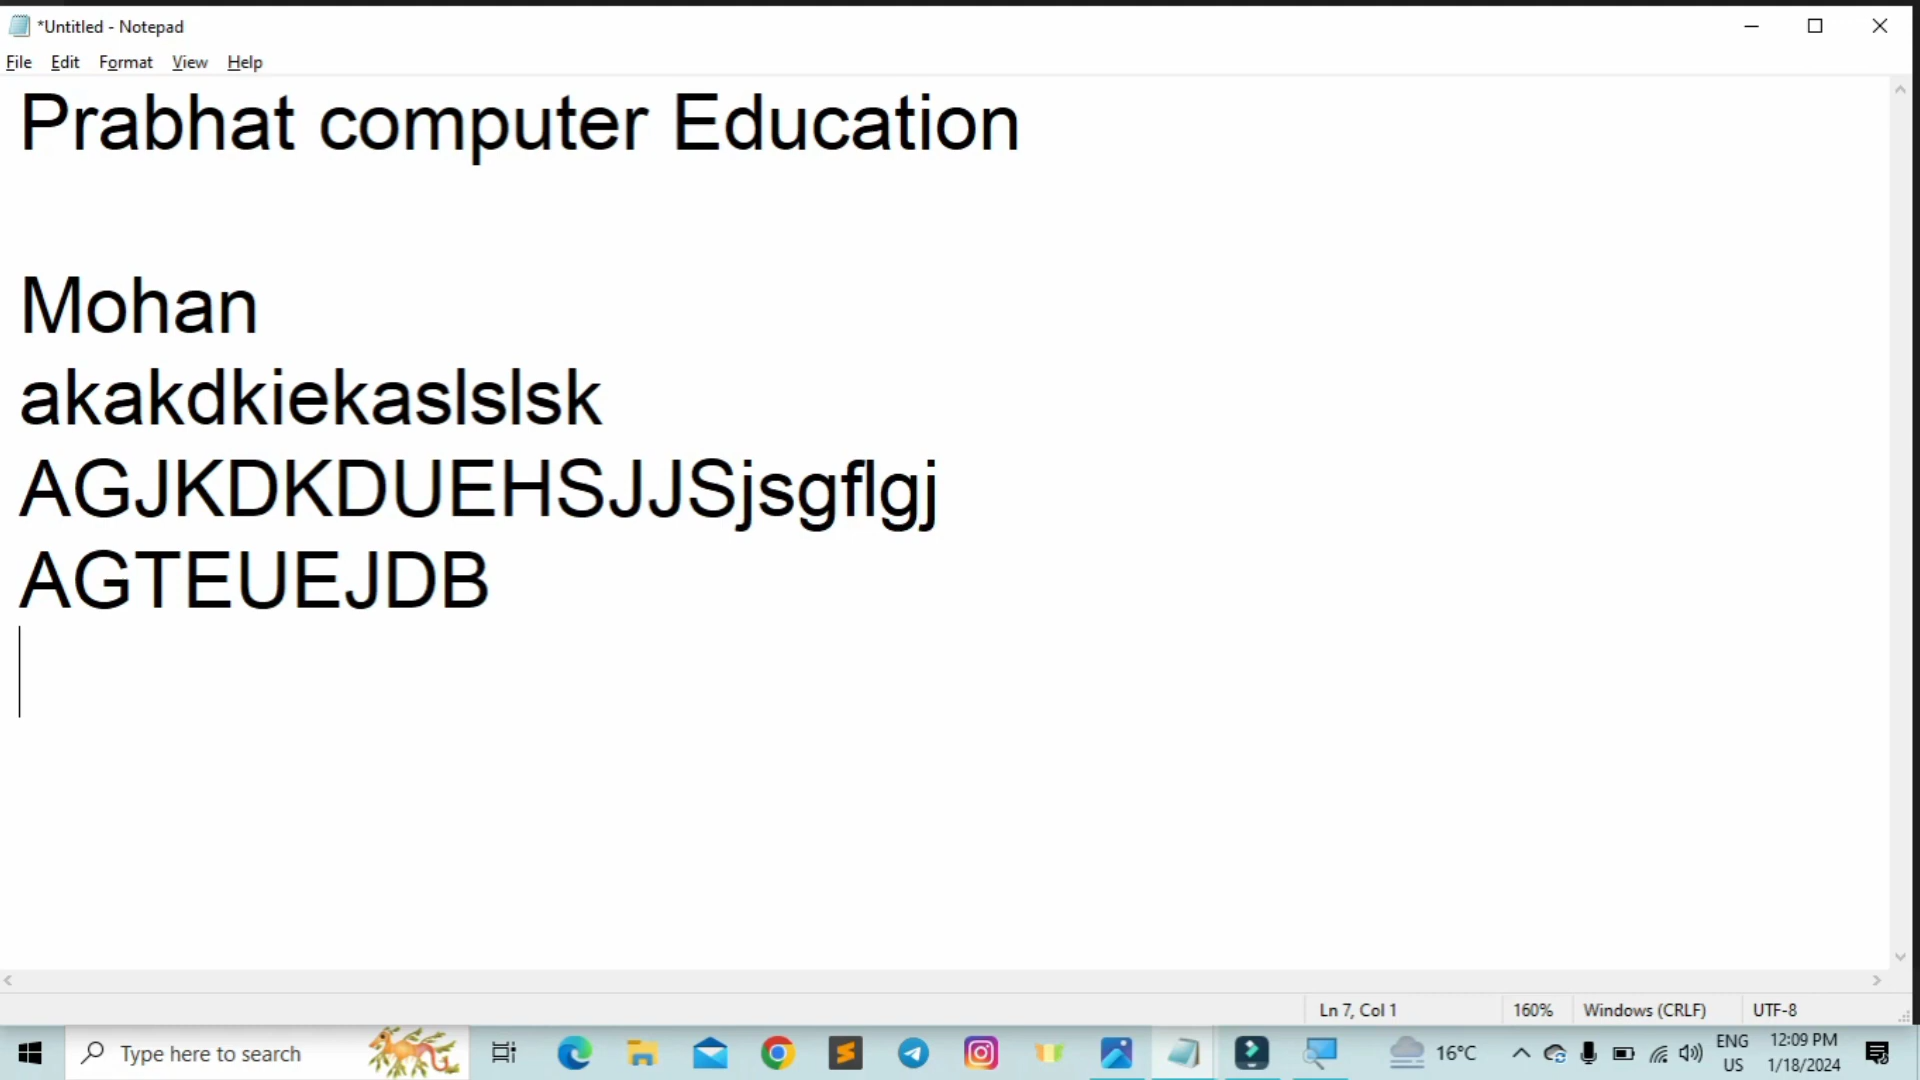 *Untitled - Notepad
File Edit Format View Help
Prabhat computer Education
Mohan
akakdkiekaslslsk
AGJKDKDUEHSJJSjsgflgj
AGTEUEJDB
Ln 7, Col 1 160% Windows (CRLF) UTF-8
Type here to search 16°C ENG 12:09 PM
US 1/18/2024